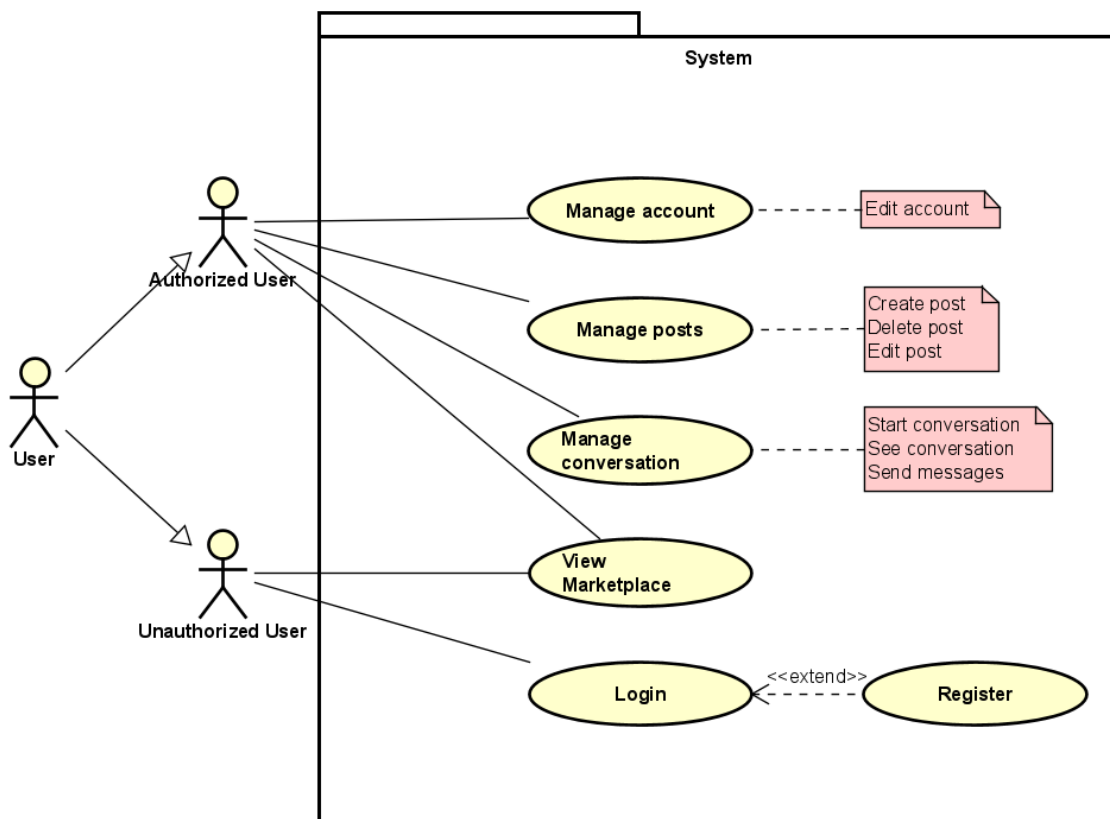 System
Manage account
Edit account
Authorized User
Manage posts
Create post
Delete post
Edit post
User
Manage
conversation
Start conversation
See conversation
Send messages
View
Marketplace
Unauthorized User
Login
<<extend>>
Register